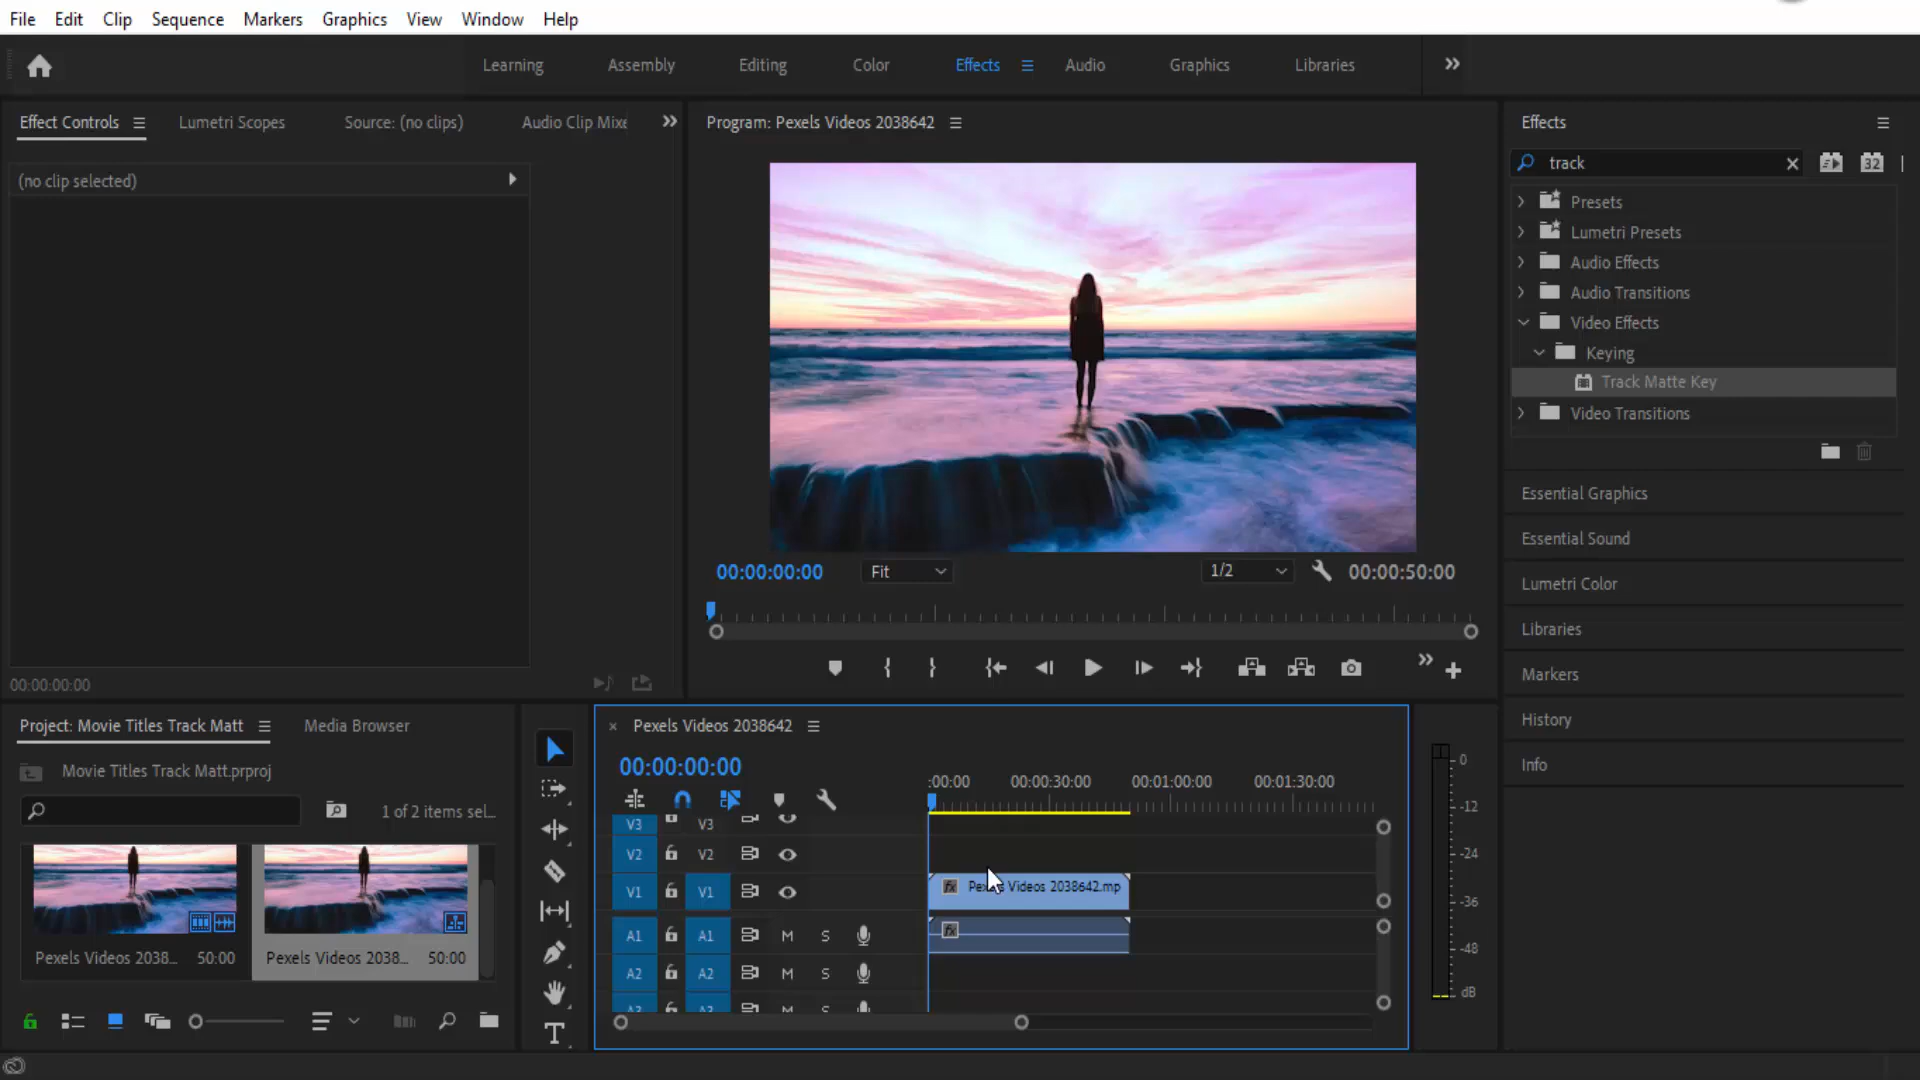 File Edit Clip Sequence Markers Graphics View Window Help
Learning Assembly Editing Color Effects Audio Graphics Libraries
Effect Controls Lumetri Scopes Source: (no clips) Audio Clip Mixe
Program: Pexels Videos 2038642
Effects
(no clip selected)
track
32
Presets
Lumetri Presets
Audio Effects
Audio Transitions
Video Effects
Keying
Track Matte Key
Video Transitions
Essential Graphics
Essential Sound
Lumetri Color
Libraries
Markers
History
Info
00:00:00:00 Fit 1/2 00:00:50:00
00:00:00:00
Project: Movie Titles Track Matt Media Browser
Movie Titles Track Matt.prproj
1 of 2 items sel...
Pexels Videos 2038... 50:00
Pexels Videos 2038... 50:00
Pexels Videos 2038642
00:00:00:00
:00:00 00:00:30:00 00:01:00:00 00:01:30:00
V3 V3
V2 V2
V1 V1 fx Videos 2038642.mp
A1 A1 M S fx
A2 A2 M S
A3 A3 M S
T
0
-12
-24
-36
-48
dB